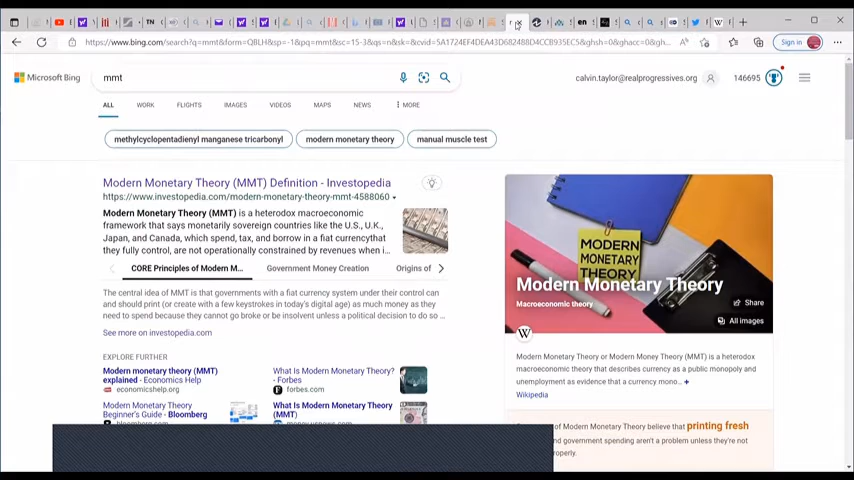 https://www.bing.com/search?q=mmt&form=QBLH&sp=-1&pq=mmt&sc=15-3&qs=n&sk=&cvid=5A1724EF4DEA43D682488D4CCB935EC5&ghsh=0&ghacc=0&
Sign in
Microsoft Bing
mmt
calvin.taylor@realprogressives.org
146695
ALL WORK FLIGHTS IMAGES VIDEOS MAPS NEWS MORE
methylcyclopentadienyl manganese tricarbonyl
modern monetary theory
manual muscle test
Modern Monetary Theory (MMT) Definition - Investopedia
https://www.investopedia.com/modern-monetary-theory-mmt-4588060
Modern Monetary Theory (MMT) is a heterodox macroeconomic
framework that says monetarily sovereign countries like the U.S., U.K.,
Japan, and Canada, which spend, tax, and borrow in a fiat currencythat
they fully control, are not operationally constrained by revenues when i...
CORE Principles of Modern M...
Government Money Creation
Origins of
The central idea of MMT is that governments with a fiat currency system under their control can
and should print (or create with a few keystrokes in today's digital age) as much money as they
need to spend because they cannot go broke or be insolvent unless a political decision to do so ...
See more on investopedia.com
EXPLORE FURTHER
Modern monetary theory (MMT)
explained - Economics Help
economicshelp.org
What Is Modern Monetary Theory?
- Forbes
forbes.com
Modern Monetary Theory
Beginner's Guide - Bloomberg
What Is Modern Monetary Theory
(MMT)
MODERN
MONETARY
THEORY
Modern Monetary Theory
Macroeconomic theory
Share
All images
W
Modern Monetary Theory or Modern Money Theory (MMT) is a heterodox
macroeconomic theory that describes currency as a public monopoly and
unemployment as evidence that a currency mono...
Wikipedia
of Modern Monetary Theory believe that printing fresh
nd government spending aren't a problem unless they're not
roperly.